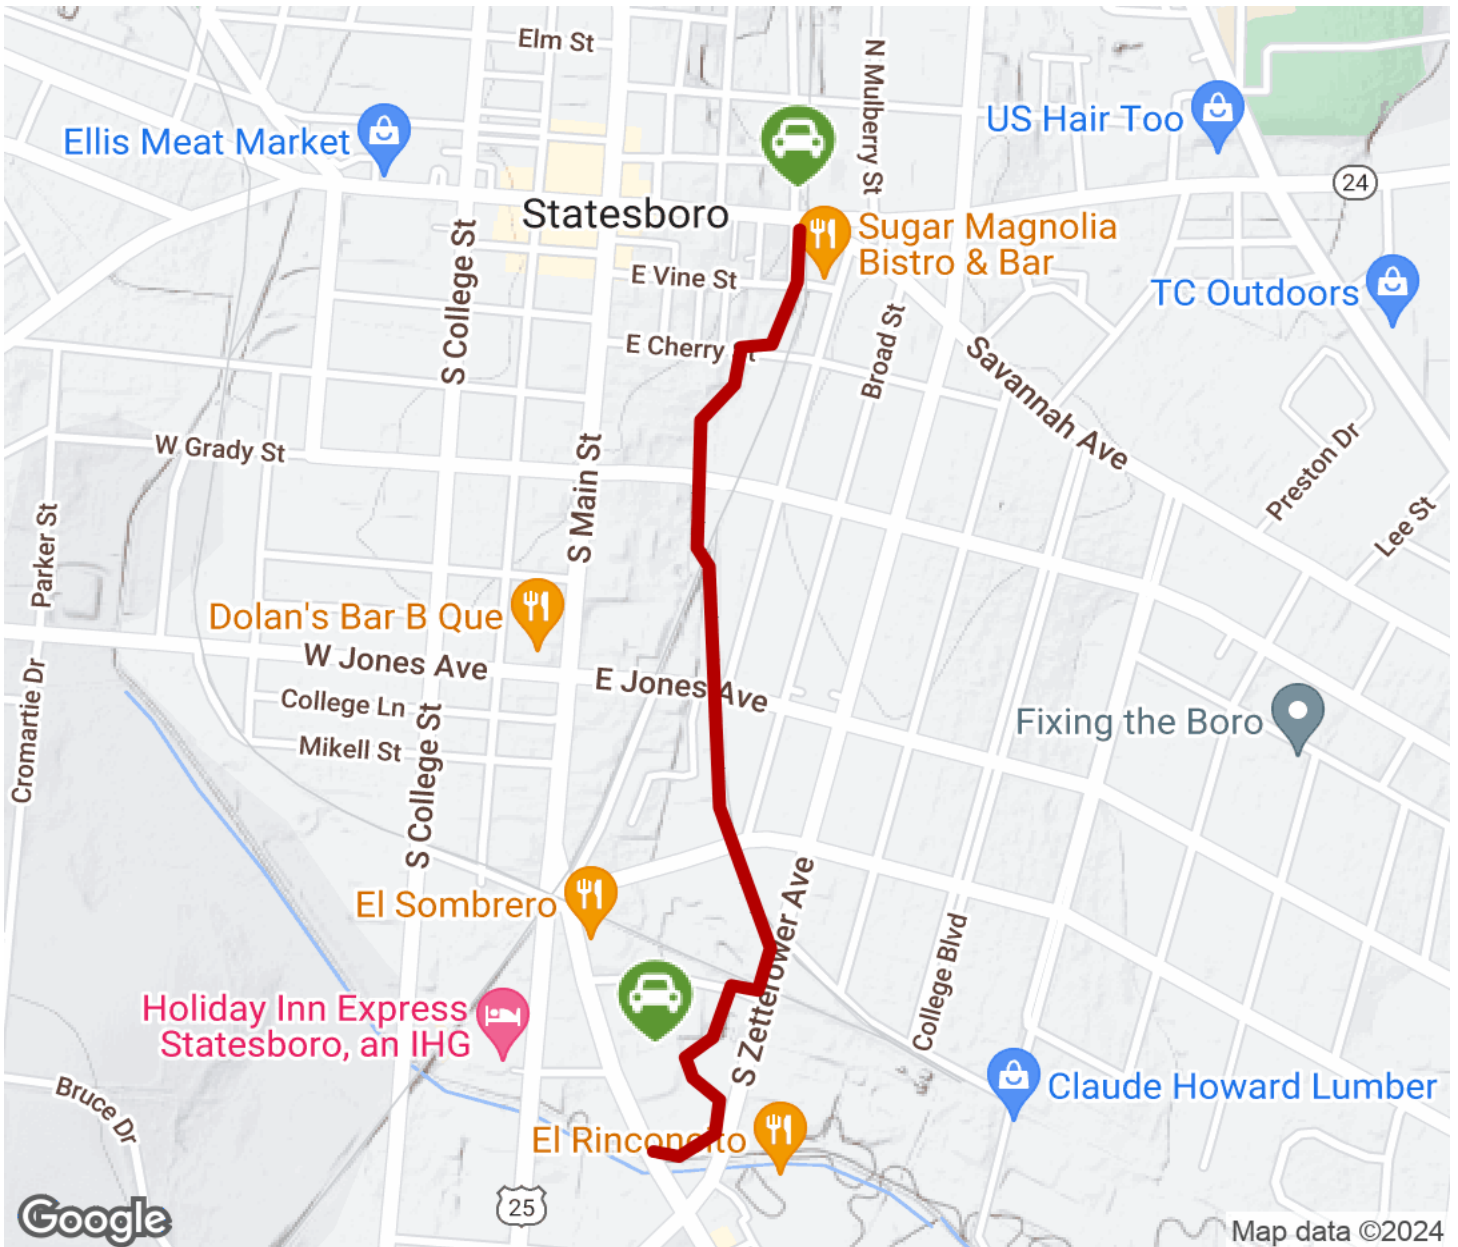 Elm St
N Mulberry St
US Hair Too
Ellis Meat Market
24
Statesboro
Sugar Magnolia
Bistro & Bar
E Vine St
TC Outdoors
S College St
E Cherry
Broad St
Savannah Ave
W Grady St
S Main St
Preston Dr
Lee St
Parker St
Dolan's Bar B Que
W Jones Ave
E Jones Ave
College Ln
Mikell St
Cromartie Dr
S College St
Fixing the Boro
El Sombrero
S Zetterower Ave
College Blvd
Holiday Inn Express
Statesboro, an IHG
Bruce Dr
Claude Howard Lumber
El Rinconcito
25
Google
Map data ©2024